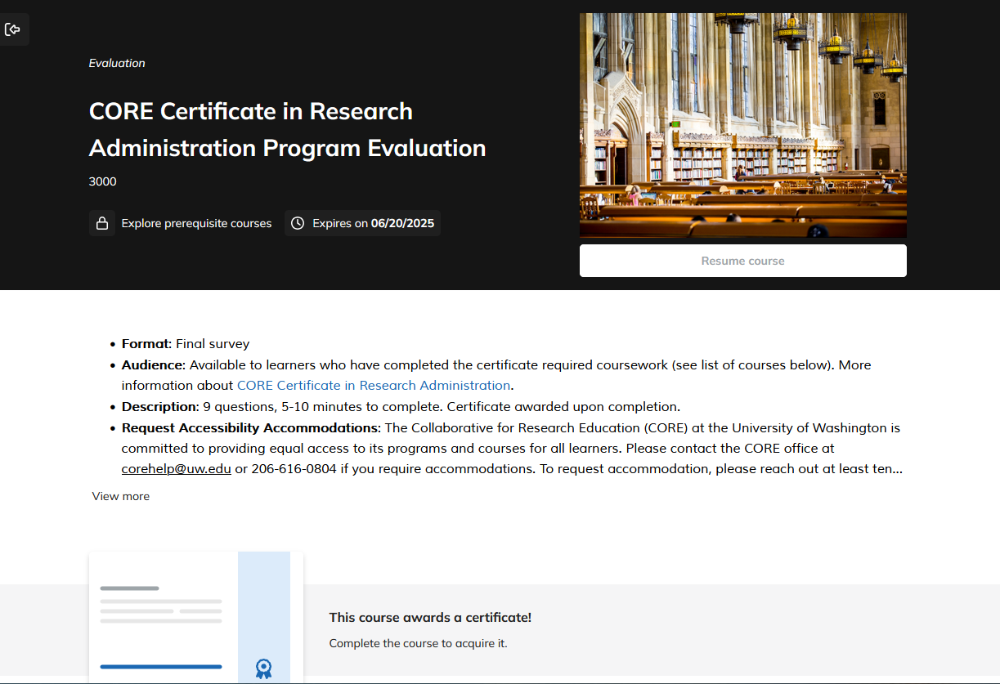 Evaluation
CORE Certificate in Research
Administration Program Evaluation
3000
Explore prerequisite courses
Expires on 06/20/2025
Resume course
• Format: Final survey
• Audience: Available to learners who have completed the certificate required coursework (see list of courses below). More
information about CORE Certificate in Research Administration.
• Description: 9 questions, 5-10 minutes to complete. Certificate awarded upon completion.
• Request Accessibility Accommodations: The Collaborative for Research Education (CORE) at the University of Washington is
committed to providing equal access to its programs and courses for all learners. Please contact the CORE office at
corehelp@uw.edu or 206-616-0804 if you require accommodations. To request accommodation, please reach out at least ten...
View more
This course awards a certificate!
Complete the course to acquire it.